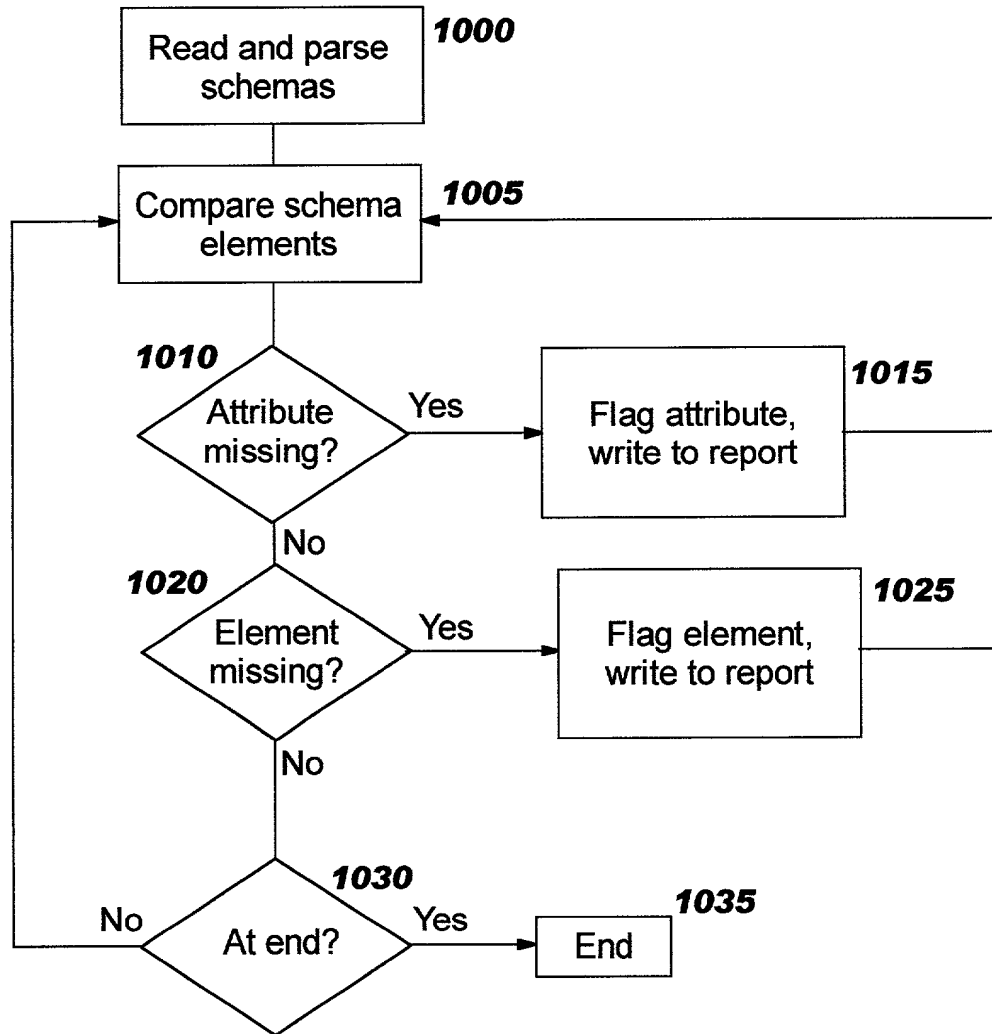 1000
Read and parse
schemas
1005
Compare schema
elements
1010
Attribute
missing?
Yes
1015
Flag attribute,
write to report
No
1020
Element
missing?
Yes
1025
Flag element,
write to report
No
1030
At end?
No
Yes
1035
End